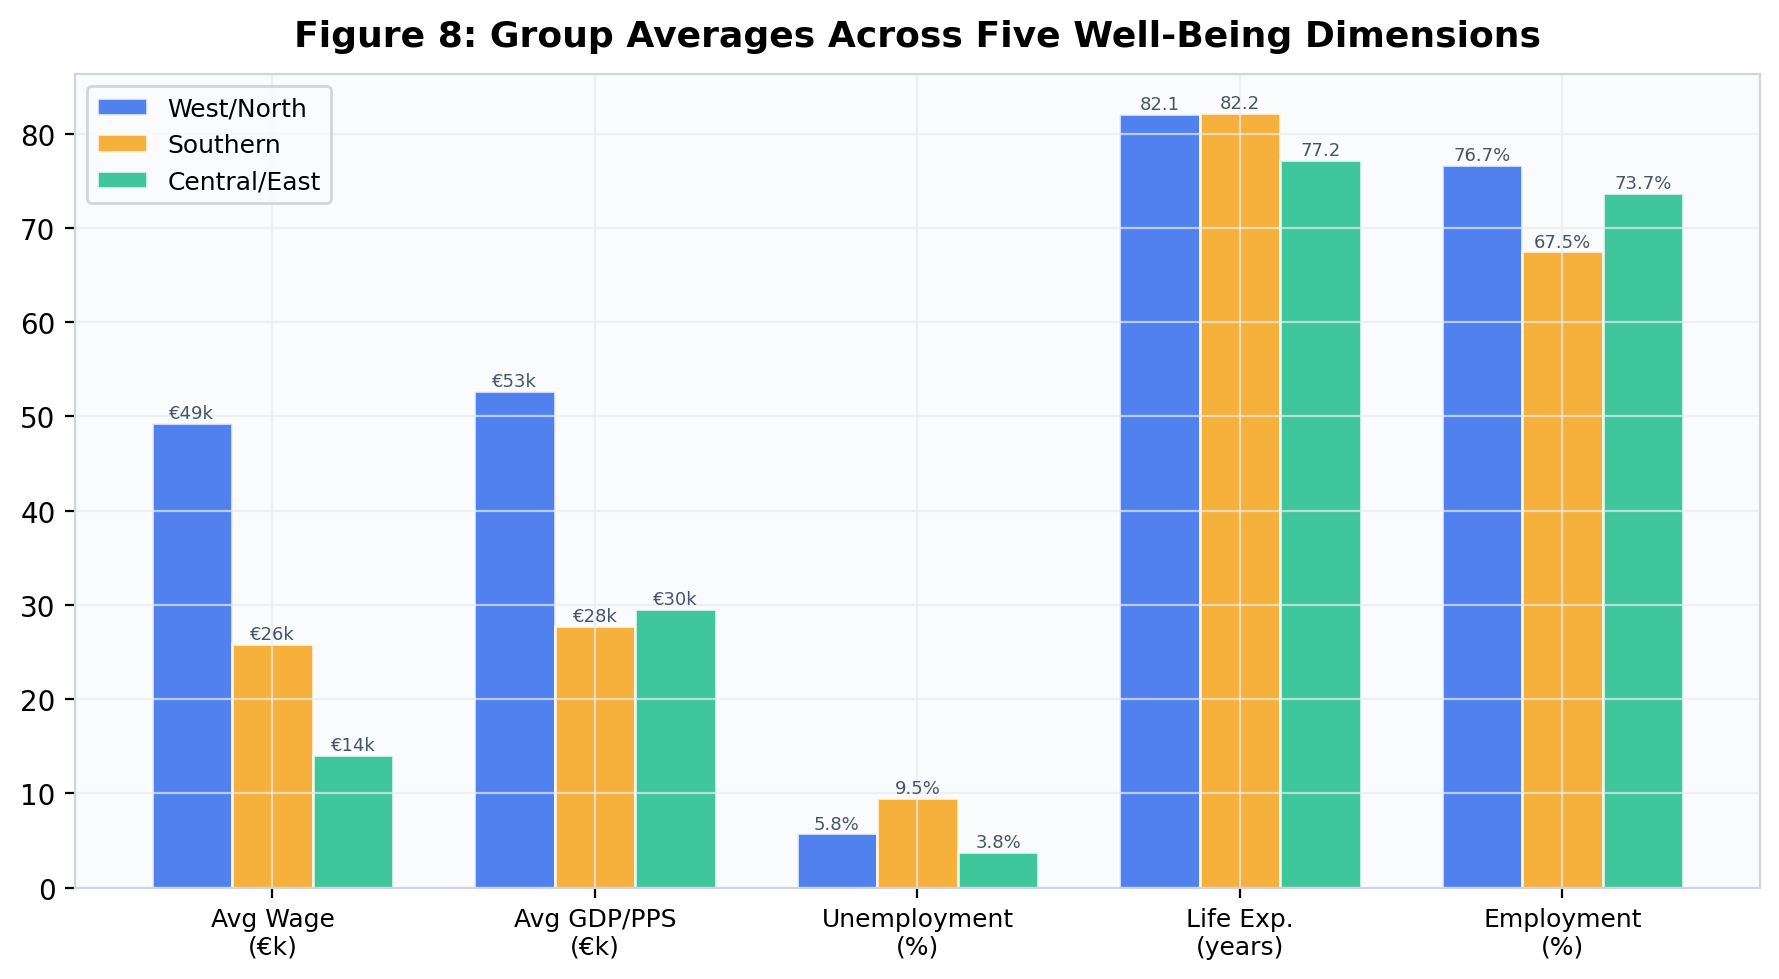 Figure 8: Group Averages Across Five Well-Being Dimensions
West/North
Southern
Central/East
80
70
60
50
40
30
20
10
0
€49k
€26k
€14k
€53k
€28k
€30k
5.8%
9.5%
3.8%
82.1
82.2
77.2
76.7%
67.5%
73.7%
Avg Wage
(€k)
Avg GDP/PPS
(€k)
Unemployment
(%)
Life Exp.
(years)
Employment
(%)